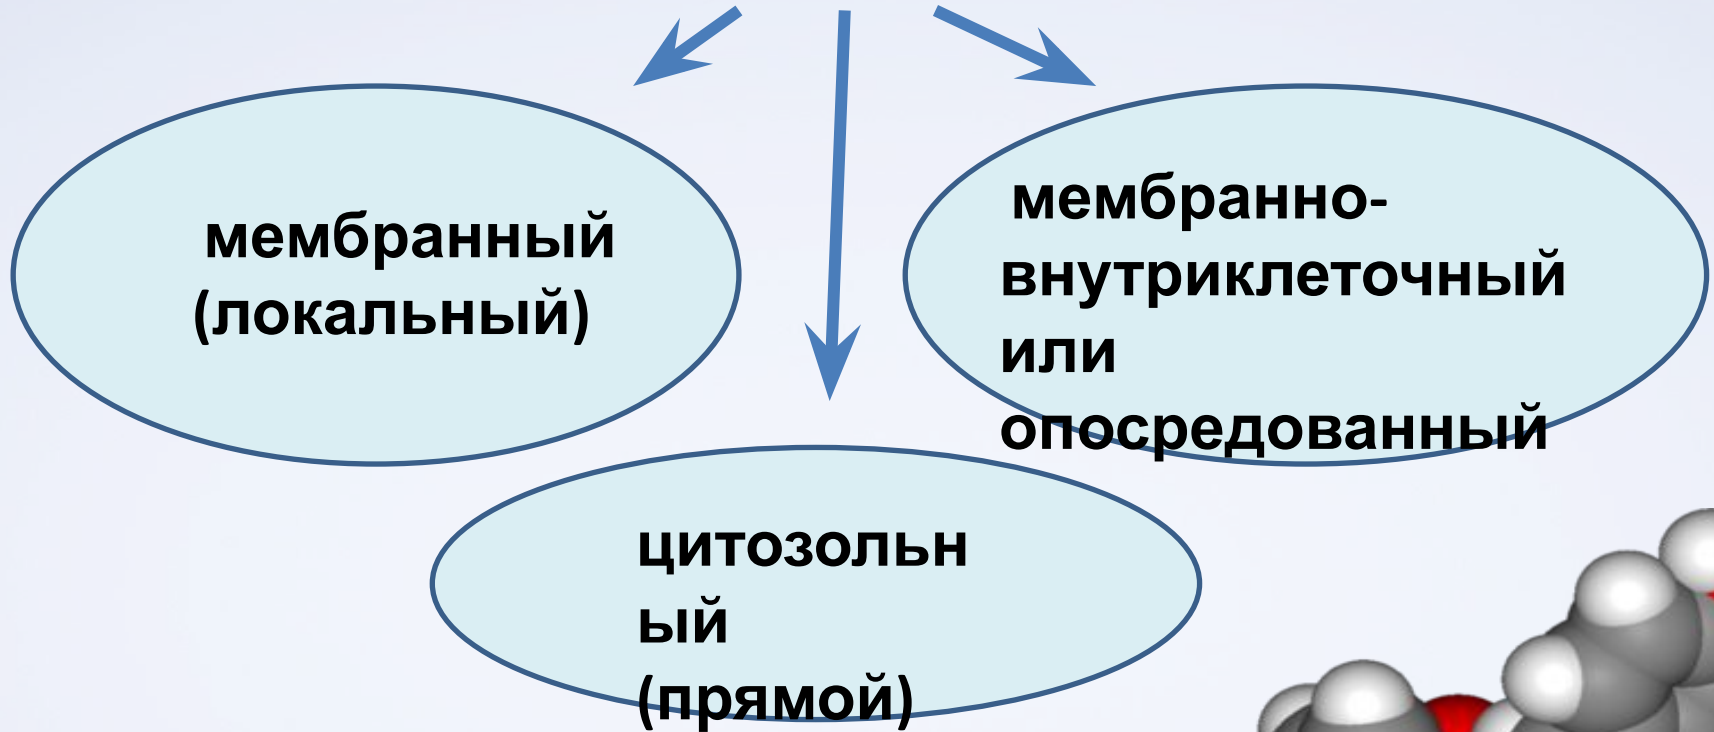 мембранный
(локальный)
мембранно-
внутриклеточный
или
опосредованный
цитозольн
ый
(прямой)